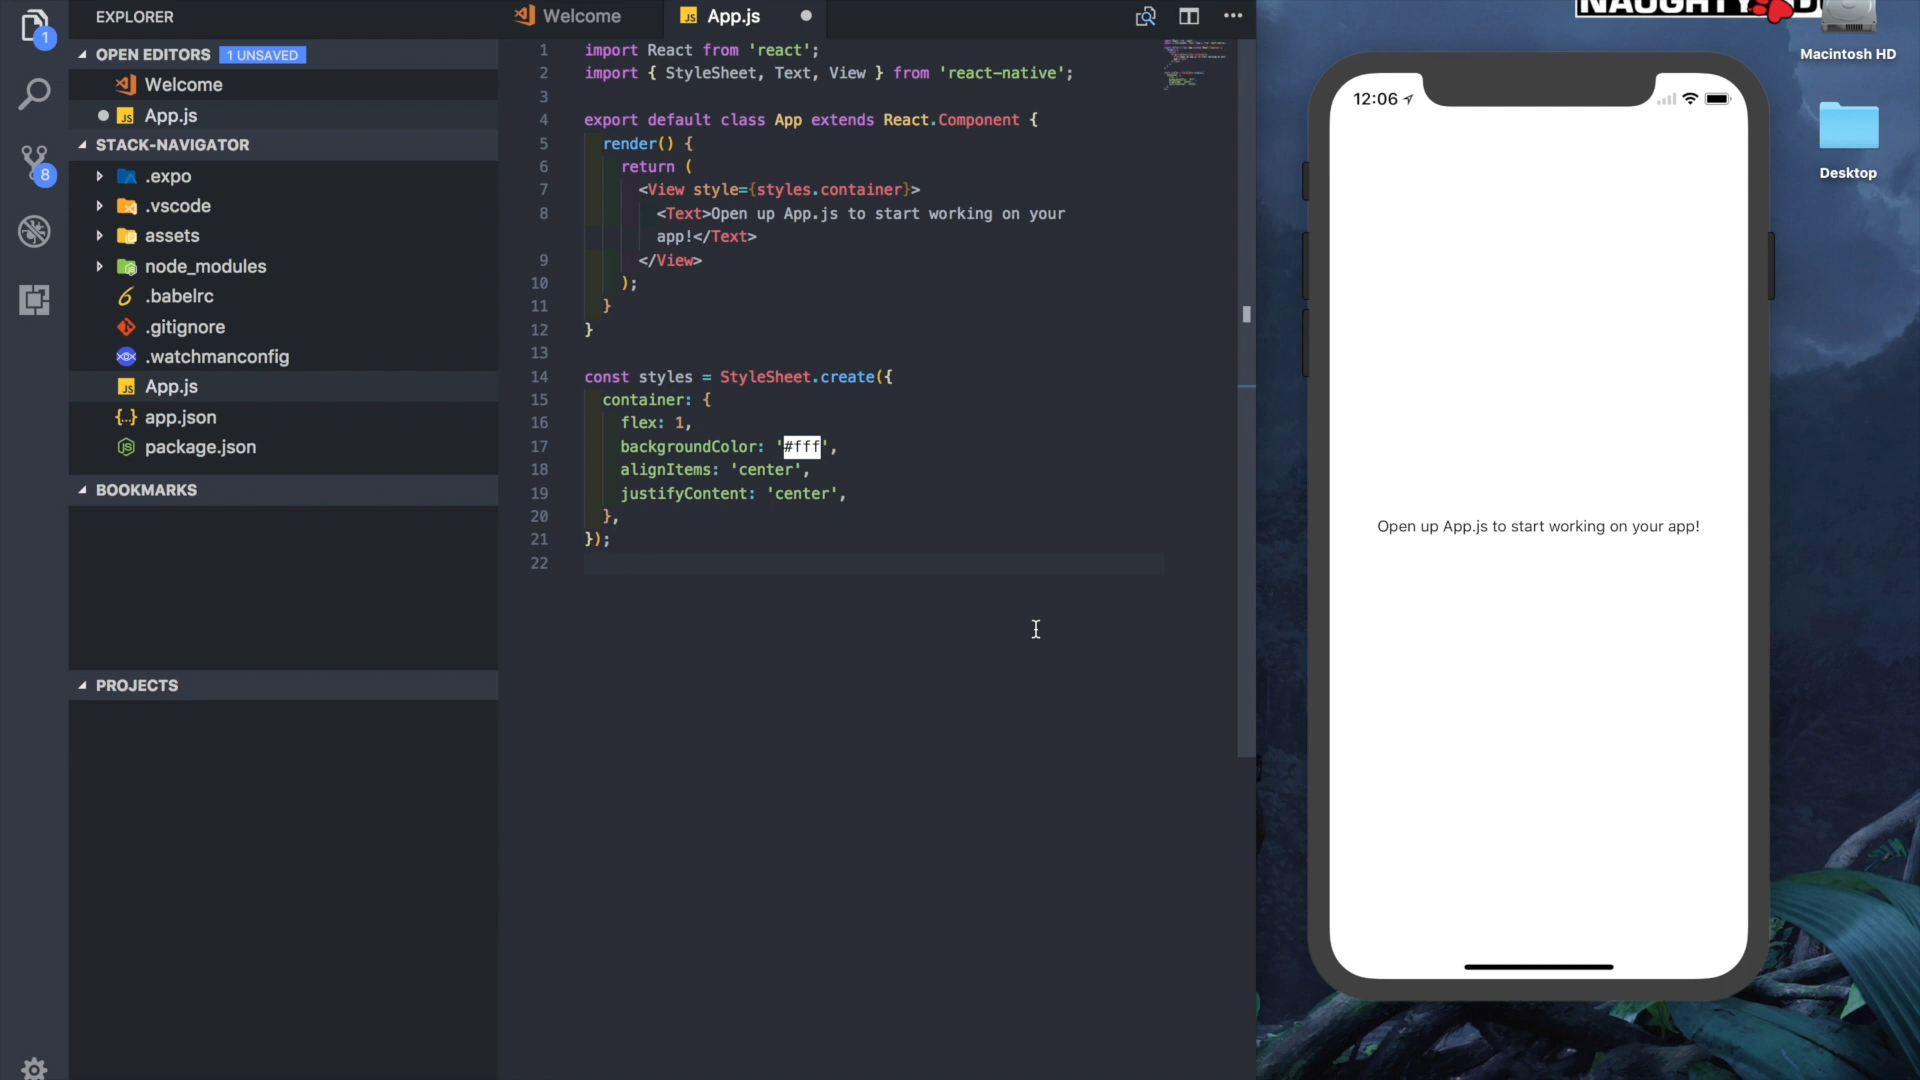 EXPLORER
1
OPEN EDITORS 1 UNSAVED
Welcome
App.js
STACK-NAVIGATOR
8
.expo
.vscode
assets
node_modules
.babelrc
.gitignore
.watchmanconfig
JS App.js
{..} app.json
package.json
BOOKMARKS
PROJECTS
Welcome
JS App.js
1 import React from 'react';
2 import { StyleSheet, Text, View } from 'react-native';
3
4 export default class App extends React.Component {
5 render() {
6 return (
7 <View style={styles.container}>
8 <Text>Open up App.js to start working on your
app!</Text>
9 </View>
10 );
11 }
12 }
13
14 const styles = StyleSheet.create({
15 container: {
16 flex: 1,
17 backgroundColor: '#fff',
18 alignItems: 'center',
19 justifyContent: 'center',
20 },
21 });
22
12:06
Open up App.js to start working on your app!
NAUGHTY
Macintosh HD
Desktop